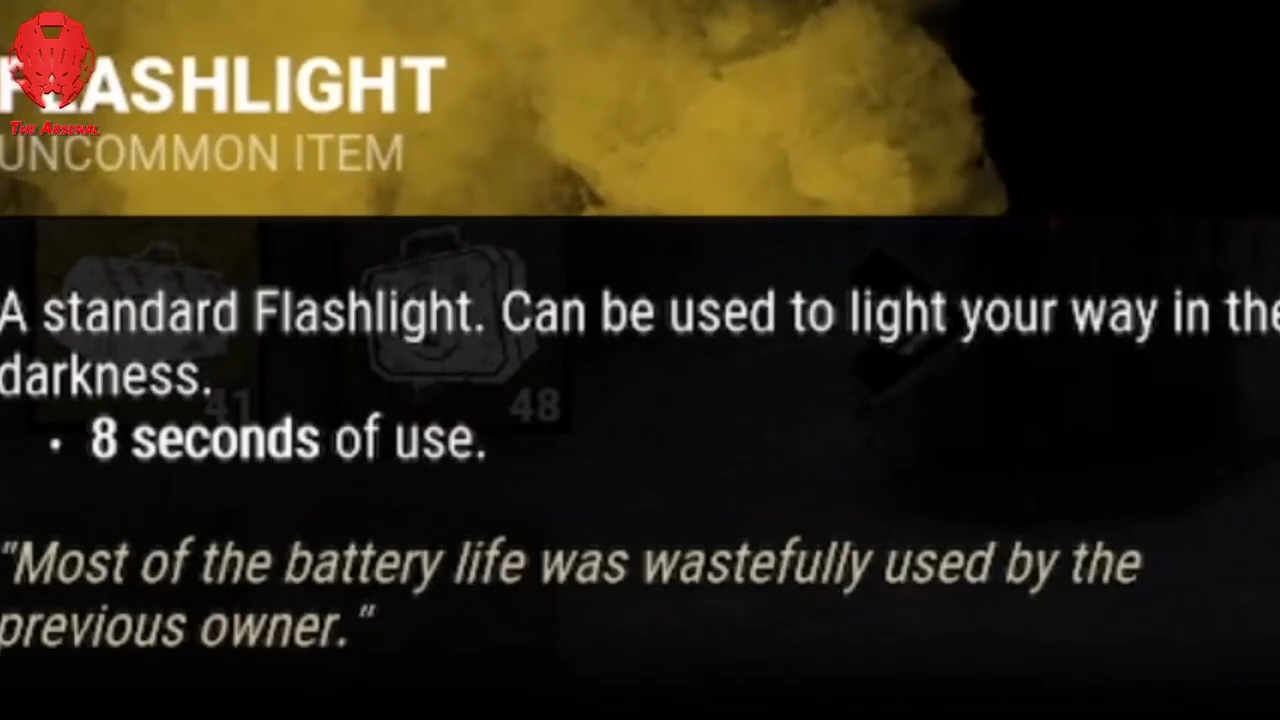 FLASHLIGHT
THE ARSENAL
UNCOMMON ITEM
A standard Flashlight. Can be used to light your way in the
darkness.
41
48
• 8 seconds of use.
"Most of the battery life was wastefully used by the
previous owner."